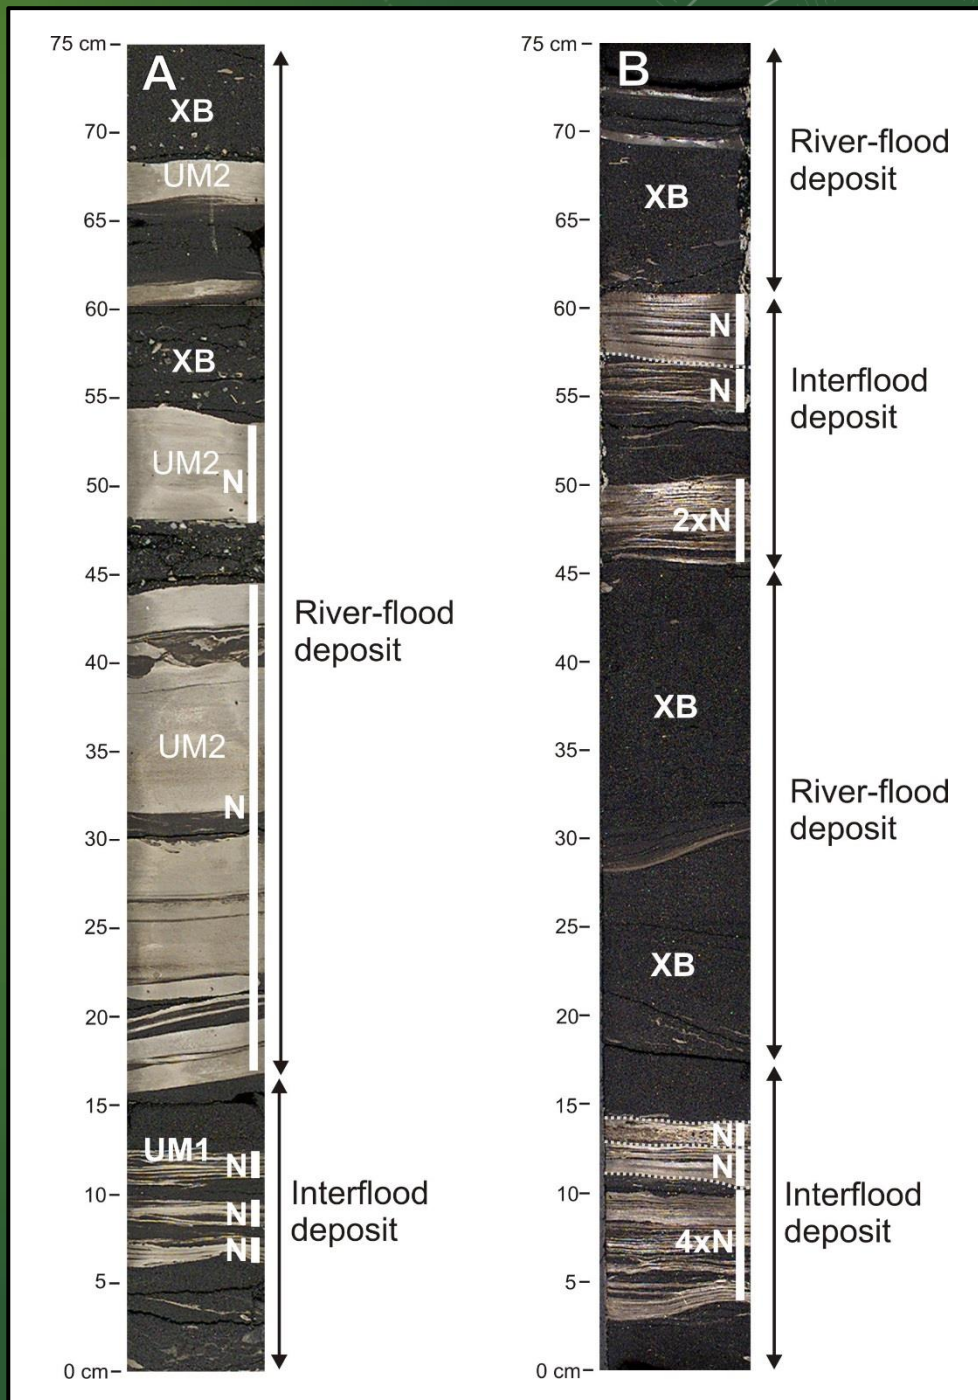 75 cm
70
65
60
55
50
45
40
35
30
25
20
15
10
5
0 cm
A
XB
UM2
XB
UM2
N
UM2
N
UM1
N
N
N
River-flood
deposit
Interflood
deposit
75 cm
70
65
60
55
50
45
40
35
30
25
20
15
10
5
0 cm
B
XB
N
N
2xN
XB
XB
N
N
4xN
River-flood
deposit
Interflood
deposit
River-flood
deposit
Interflood
deposit